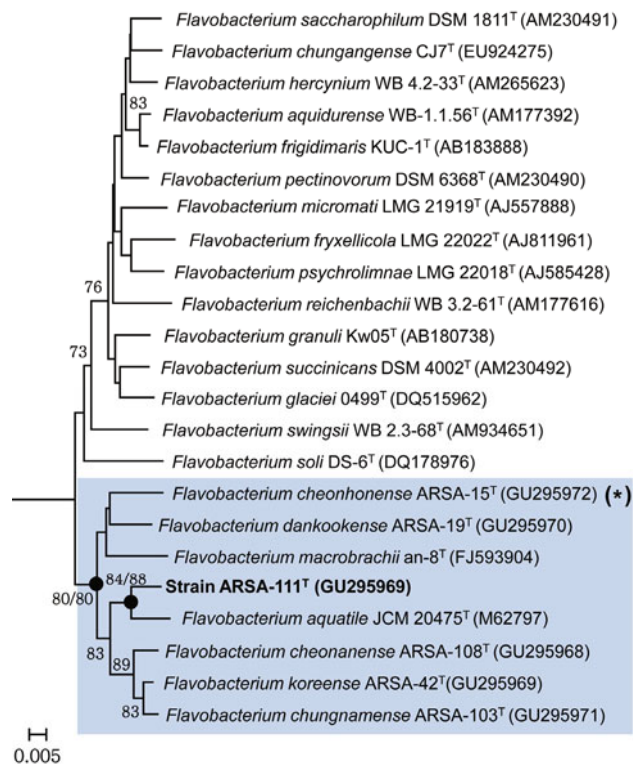 Flavobacterium saccharophilum DSM 1811ᵀ (AM230491)
Flavobacterium chungangense CJ7ᵀ (EU924275)
Flavobacterium hercynium WB 4.2-33ᵀ (AM265623)
83
Flavobacterium aquidurense WB-1.1.56ᵀ (AM177392)
Flavobacterium frigidimaris KUC-1ᵀ (AB183888)
Flavobacterium pectinovorum DSM 6368ᵀ (AM230490)
Flavobacterium micromati LMG 21919ᵀ (AJ557888)
Flavobacterium fryxellicola LMG 22022ᵀ (AJ811961)
Flavobacterium psychrolimnae LMG 22018ᵀ (AJ585428)
76
Flavobacterium reichenbachii WB 3.2-61ᵀ (AM177616)
Flavobacterium granuli Kw05ᵀ (AB180738)
73
Flavobacterium succinicans DSM 4002ᵀ (AM230492)
Flavobacterium glaciei 0499ᵀ (DQ515962)
Flavobacterium swingsii WB 2.3-68ᵀ (AM934651)
Flavobacterium soli DS-6ᵀ (DQ178976)
Flavobacterium cheonhonense ARSA-15ᵀ (GU295972) (*)
Flavobacterium dankookense ARSA-19ᵀ (GU295970)
Flavobacterium macrobrachii an-8ᵀ (FJ593904)
84/88
Strain ARSA-111ᵀ (GU295969)
80/80
Flavobacterium aquatile JCM 20475ᵀ (M62797)
83
Flavobacterium cheonanense ARSA-108ᵀ (GU295968)
89
Flavobacterium koreense ARSA-42ᵀ(GU295969)
83
Flavobacterium chungnamense ARSA-103ᵀ (GU295971)
0.005